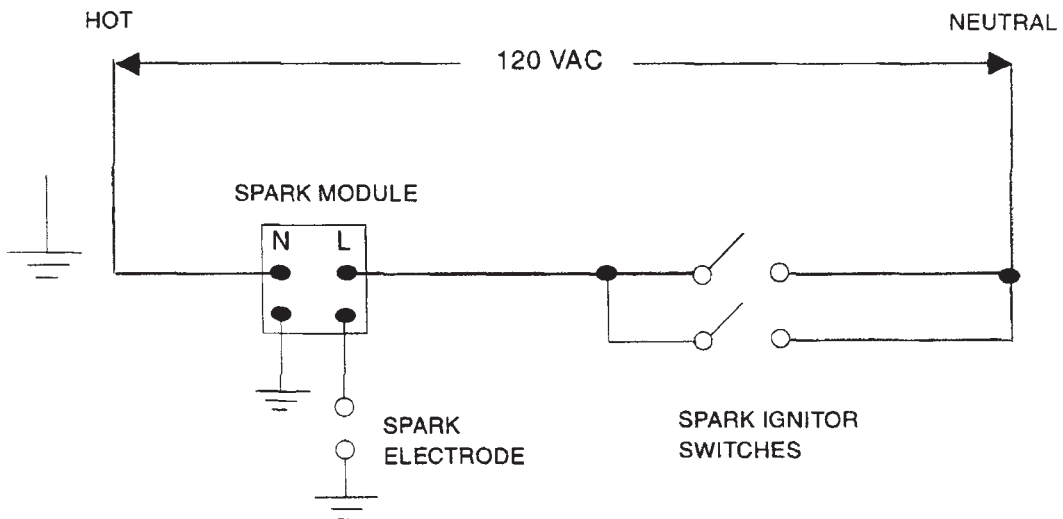 HOT
NEUTRAL
120 VAC
SPARK MODULE
N L
SPARK
ELECTRODE
SPARK IGNITOR
SWITCHES